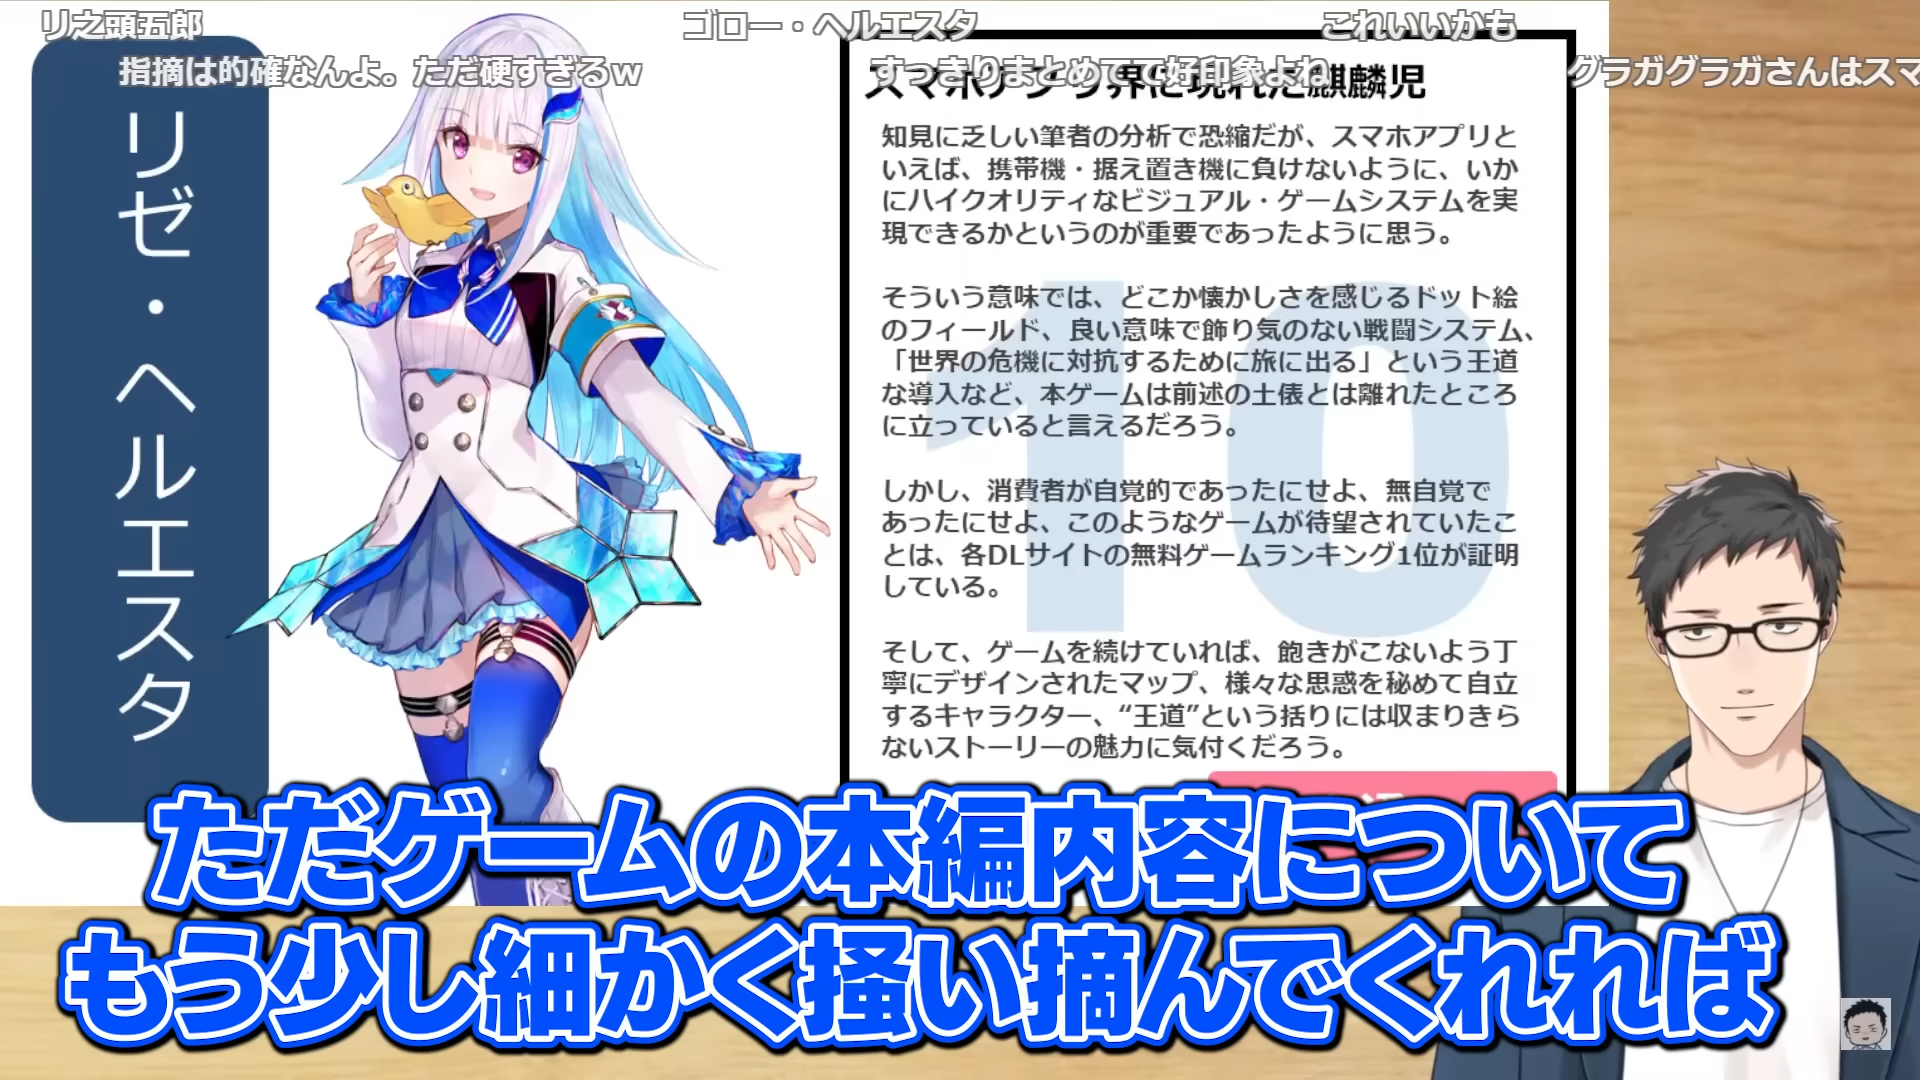 リ之頭五郎
ゴロー・ヘルエスタ
これいいかも
指摘は的確なんよ。ただ硬すぎるw
すっきりまとめてて好印象よね
グラガグラガさんはスマ
リゼ・ヘルエスタ
スマホアプリ界に現れた麒麟児
知見に乏しい筆者の分析で恐縮だが、スマホアプリと
いえば、携帯機・据え置き機に負けないように、いか
にハイクオリティなビジュアル・ゲームシステムを実
現できるかというのが重要であったように思う。
そういう意味では、どこか懐かしさを感じるドット絵
のフィールド、良い意味で飾り気のない戦闘システム、
「世界の危機に対抗するために旅に出る」という王道
な導入など、本ゲームは前述の土俵とは離れたところ
に立っていると言えるだろう。
しかし、消費者が自覚的であったにせよ、無自覚で
あったにせよ、このようなゲームが待望されていたこ
とは、各DLサイトの無料ゲームランキング1位が証明
している。
そして、ゲームを続けていれば、飽きがこないよう丁
寧にデザインされたマップ、様々な思惑を秘めて自立
するキャラクター、“王道”という括りには収まりきら
ないストーリーの魅力に気付くだろう。
10
ただゲームの本編内容について
もう少し細かく掻い摘んでくれれば